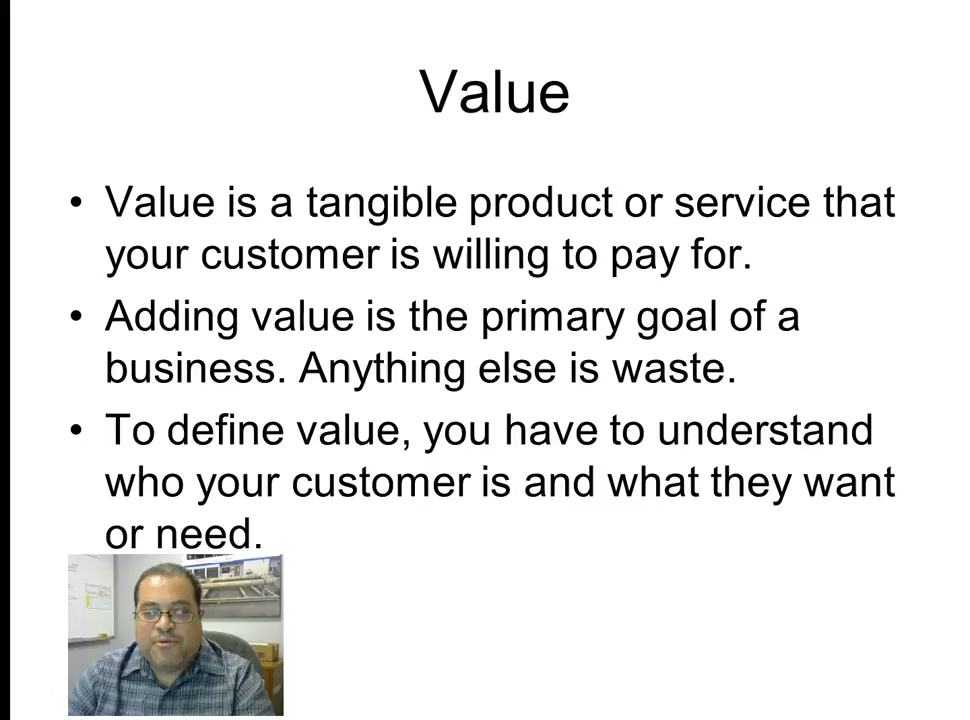 Value
• Value is a tangible product or service that
your customer is willing to pay for.
• Adding value is the primary goal of a
business. Anything else is waste.
• To define value, you have to understand
who your customer is and what they want
or need.